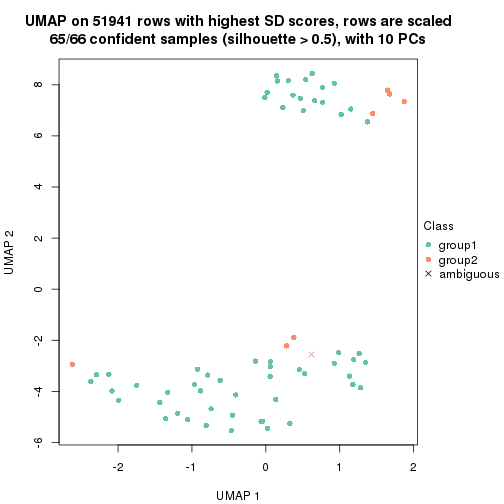 UMAP on 51941 rows with highest SD scores, rows are scaled
65/66 confident samples (silhouette > 0.5), with 10 PCs
8
6
4
2
0
-2
-4
-6
UMAP 2
-2
-1
0
1
2
UMAP 1
Class
group1
group2
ambiguous